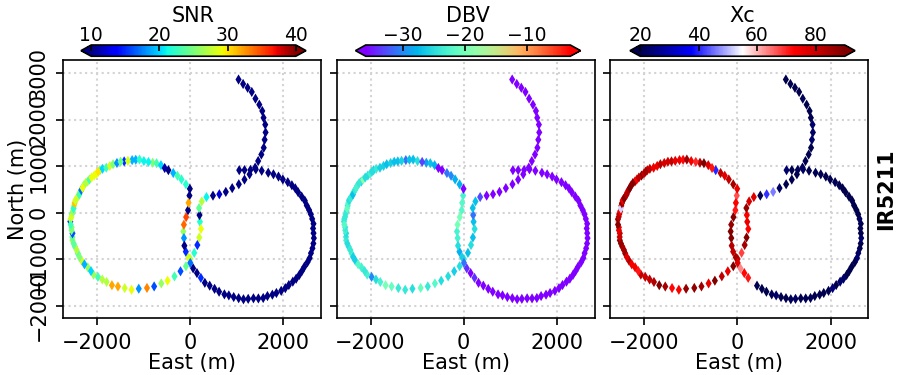 SNR DBV Xc
10 20 30 40 −30 −20 −10 20 40 60 80
3000
2000
1000
0
−1000
−2000
North (m)
IR5211
−2000 0 2000 −2000 0 2000 −2000 0 2000
East (m) East (m) East (m)